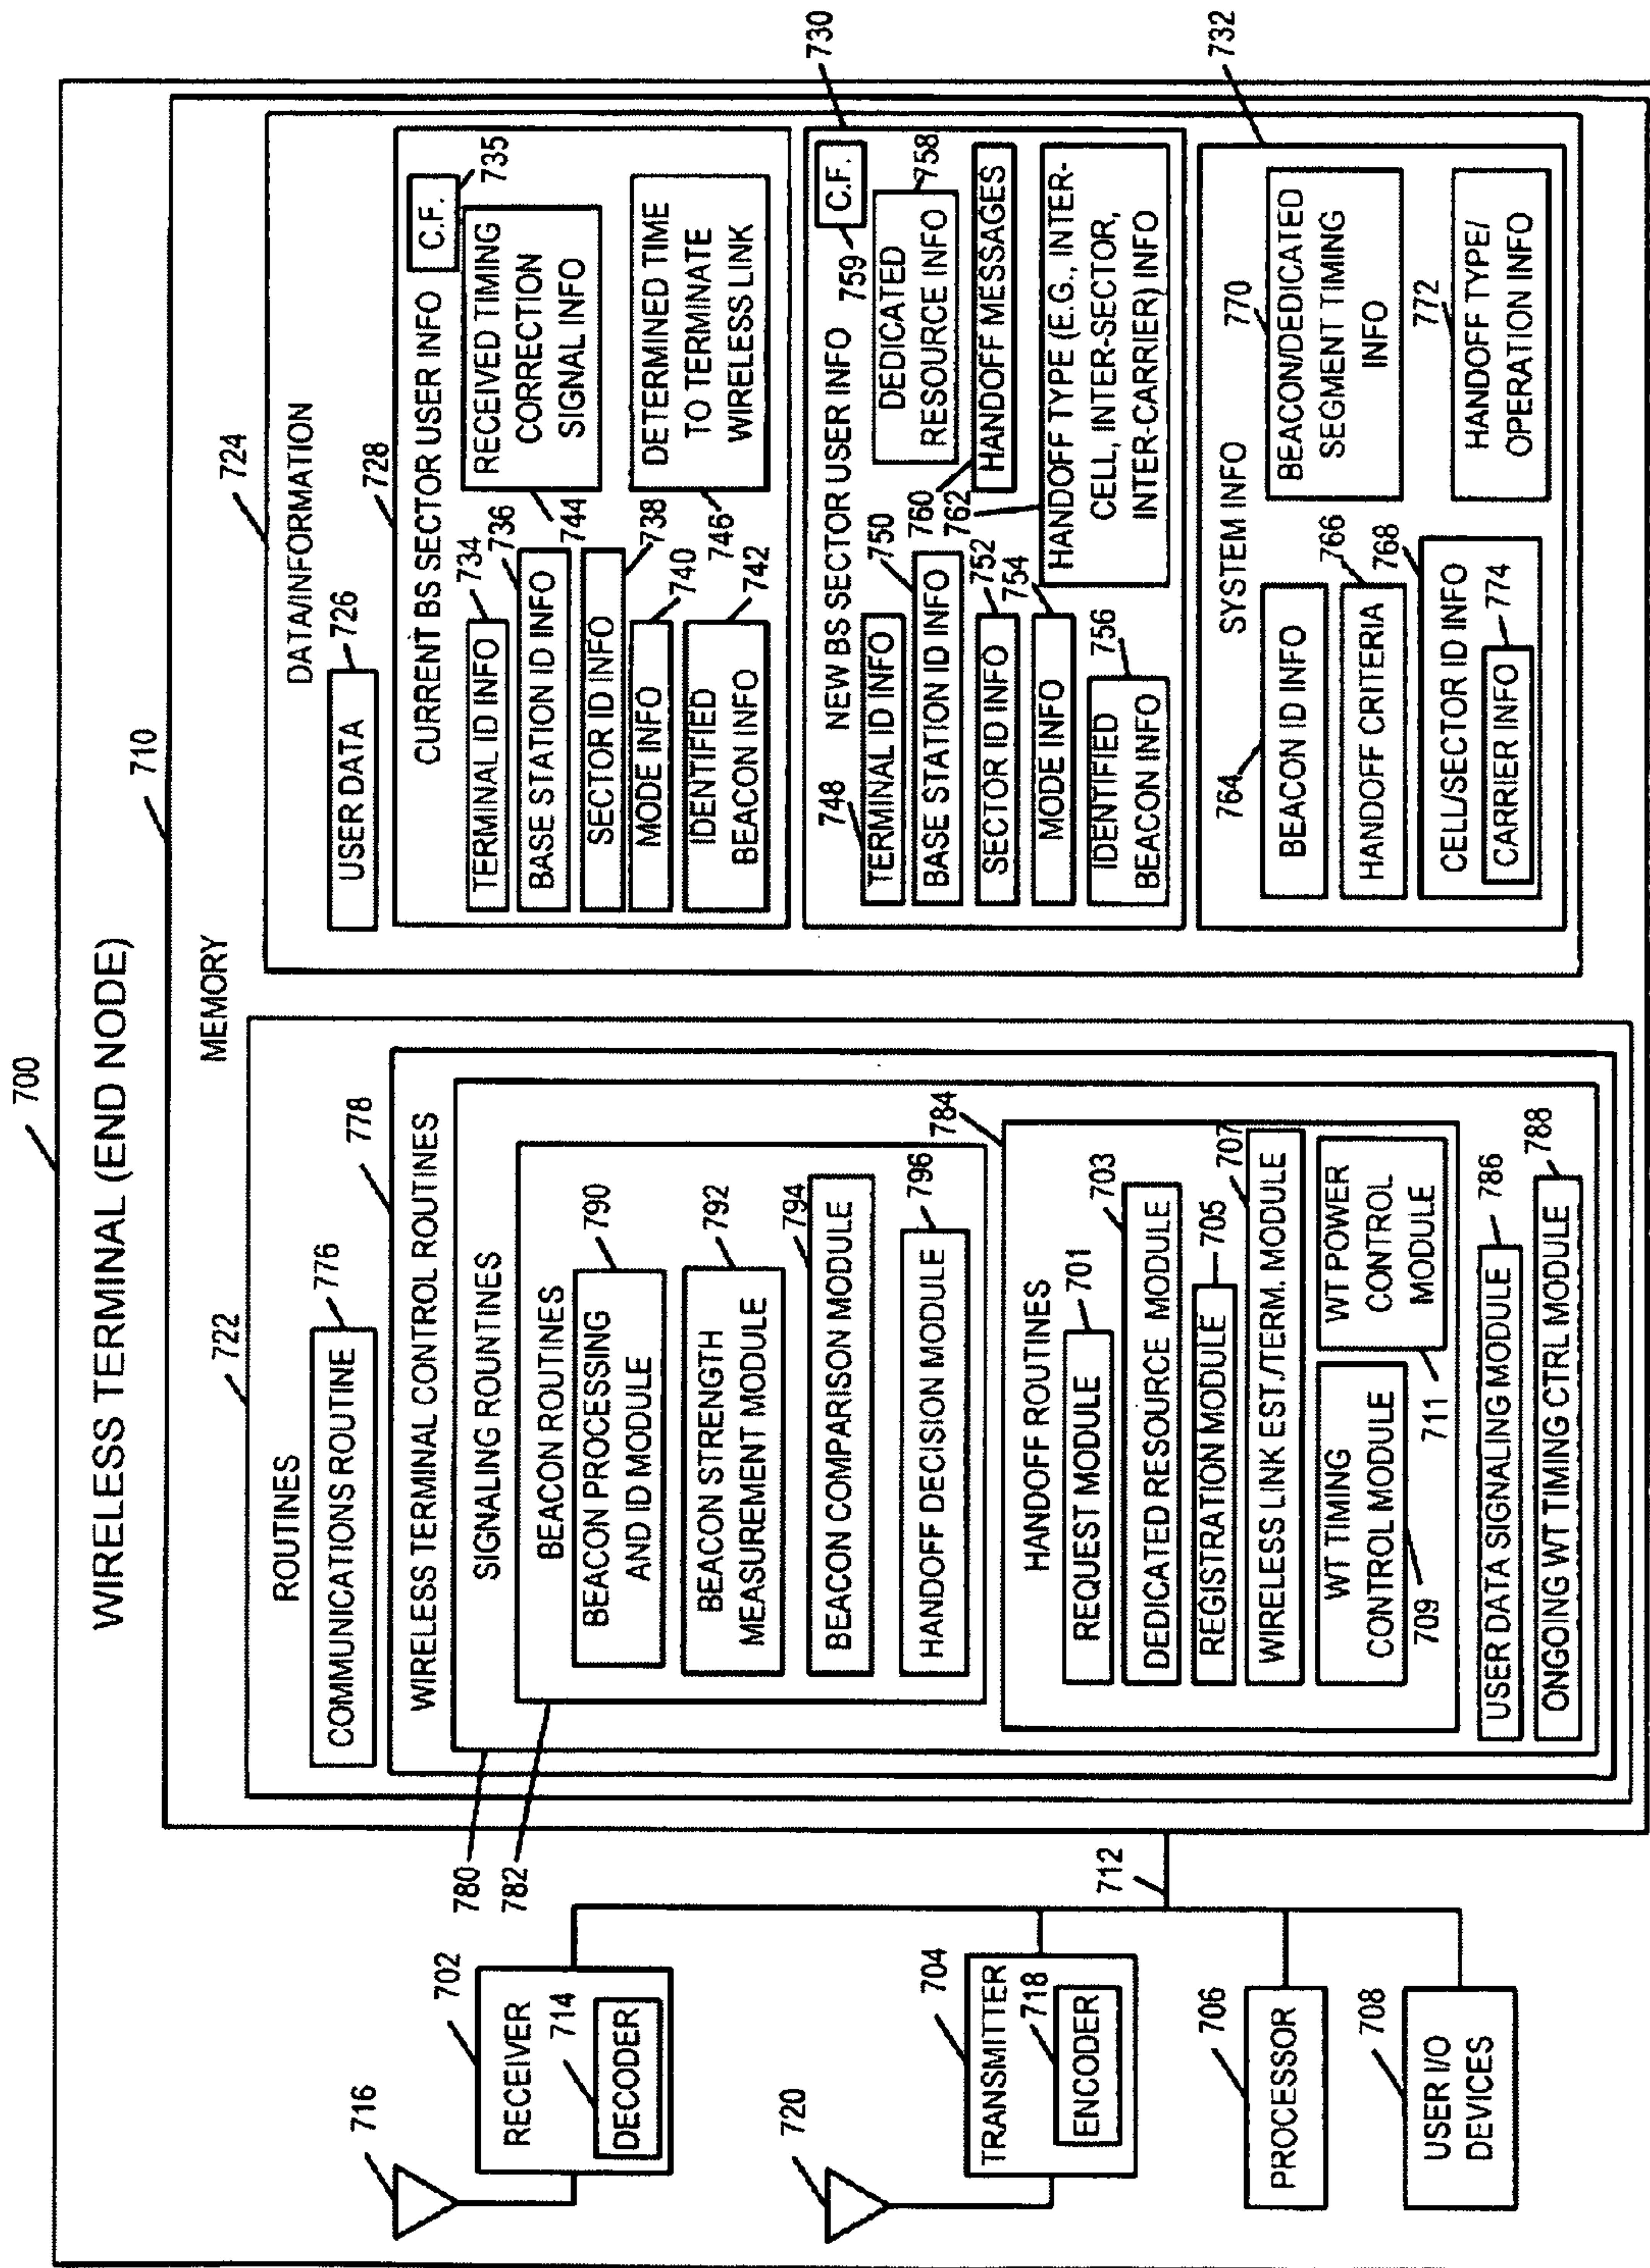 WIRELESS TERMINAL (END NODE)
700
710
MEMORY
716
702
RECEIVER
714
DECODER
720
704
TRANSMITTER
718
ENCODER
706
PROCESSOR
708
USER I/O
DEVICES
712
722
ROUTINES
COMMUNICATIONS ROUTINE
776
778
WIRELESS TERMINAL CONTROL ROUTINES
780
SIGNALING ROUNTINES
782
BEACON ROUTINES
BEACON PROCESSING
AND ID MODULE
790
BEACON STRENGTH
MEASUREMENT MODULE
792
BEACON COMPARISON MODULE
794
HANDOFF DECISION MODULE
796
784
HANDOFF ROUTINES
REQUEST MODULE
701
DEDICATED RESOURCE MODULE
703
REGISTRATION MODULE
705
WIRELESS LINK EST./TERM. MODULE
707
WT TIMING
CONTROL MODULE
709
WT POWER
CONTROL
MODULE
711
USER DATA SIGNALING MODULE
786
ONGOING WT TIMING CTRL MODULE
788
724
DATA/INFORMATION
USER DATA
726
728
CURRENT BS SECTOR USER INFO
C.F.
735
TERMINAL ID INFO
734
BASE STATION ID INFO
736
SECTOR ID INFO
738
MODE INFO
740
IDENTIFIED
BEACON INFO
742
RECEIVED TIMING
CORRECTION
SIGNAL INFO
744
DETERMINED TIME
TO TERMINATE
WIRELESS LINK
746
730
NEW BS SECTOR USER INFO
759
C.F.
748
TERMINAL ID INFO
BASE STATION ID INFO
750
SECTOR ID INFO
752
MODE INFO
754
IDENTIFIED
BEACON INFO
756
DEDICATED
RESOURCE INFO
758
760
HANDOFF MESSAGES
762
HANDOFF TYPE (E.G., INTER-
CELL, INTER-SECTOR,
INTER-CARRIER) INFO
732
SYSTEM INFO
764
BEACON ID INFO
HANDOFF CRITERIA
766
CELL/SECTOR ID INFO
768
CARRIER INFO
774
770
BEACON/DEDICATED
SEGMENT TIMING
INFO
772
HANDOFF TYPE/
OPERATION INFO